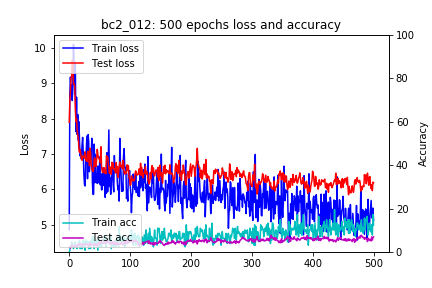 bc2_012: 500 epochs loss and accuracy
Train loss
Test loss
Train acc
Test acc
Loss
10
9
8
7
6
5
Accuracy
100
80
60
40
20
0
0
100
200
300
400
500